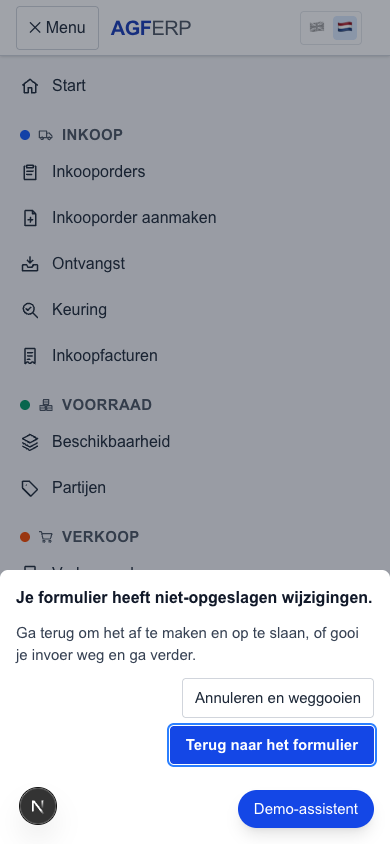 Menu
AGFERP
Start
INKOOP
Inkooporders
Inkooporder aanmaken
Ontvangst
Keuring
Inkoopfacturen
VOORRAAD
Beschikbaarheid
Partijen
VERKOOP
Je formulier heeft niet-opgeslagen wijzigingen.
Ga terug om het af te maken en op te slaan, of gooi
je invoer weg en ga verder.
Annuleren en weggooien
Terug naar het formulier
N
Demo-assistent